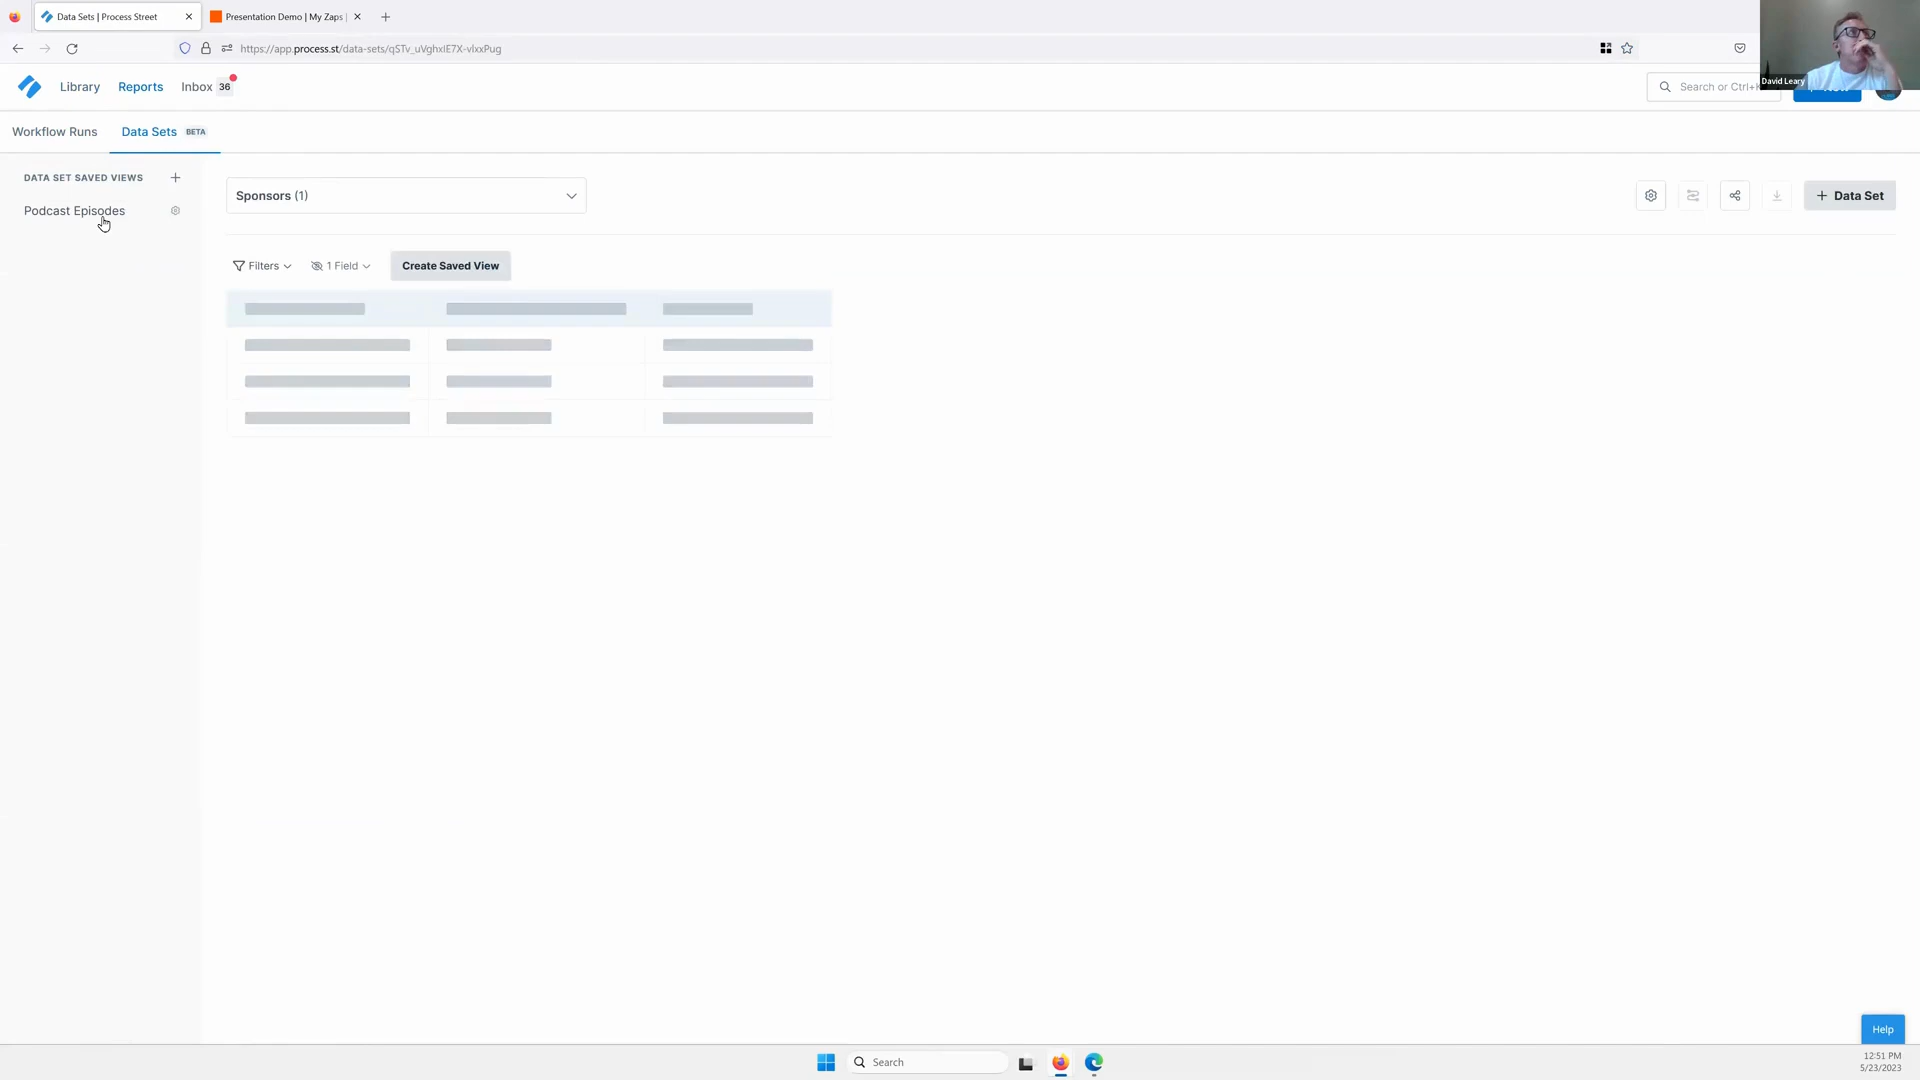 Data Sets | Process Street
Presentation Demo | My Zaps |
https://app.process.st/data-sets/qSTv_uVghxIE7X-vlxxPug
Library
Reports
Inbox 36
Search or Ctrl+K
David Leary
Workflow Runs
Data Sets BETA
DATA SET SAVED VIEWS
Podcast Episodes
Sponsors (1)
Data Set
Filters
1 Field
Create Saved View
Help
Search
12:51 PM
5/23/2023